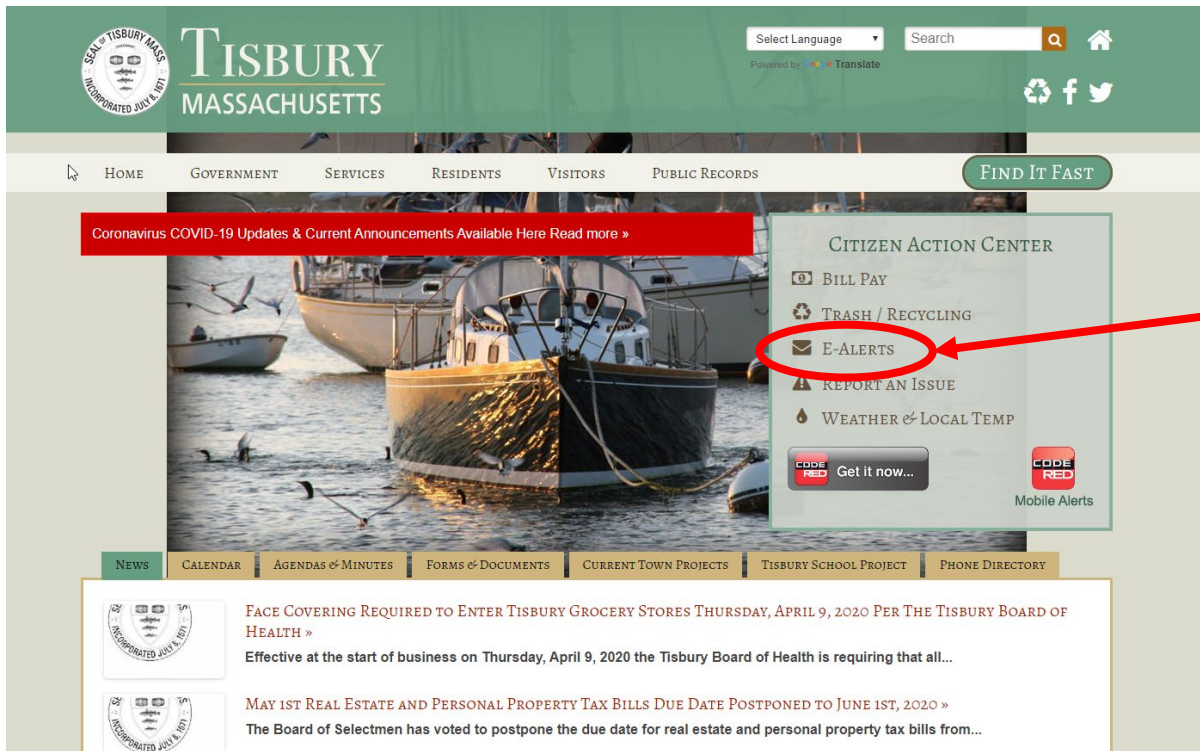 SEAL OF TISBURY MASS.
INCORPORATED JULY 8, 1671
TISBURY
MASSACHUSETTS
Select Language
Search
Powered by Translate
HOME GOVERNMENT SERVICES RESIDENTS VISITORS PUBLIC RECORDS FIND IT FAST
Coronavirus COVID-19 Updates & Current Announcements Available Here Read more »
CITIZEN ACTION CENTER
BILL PAY
TRASH / RECYCLING
E-ALERTS
REPORT AN ISSUE
WEATHER & LOCAL TEMP
CODE RED Get it now...
CODE RED
Mobile Alerts
NEWS CALENDAR AGENDAS & MINUTES FORMS & DOCUMENTS CURRENT TOWN PROJECTS TISBURY SCHOOL PROJECT PHONE DIRECTORY
INCORPORATED JULY 8, 1671
FACE COVERING REQUIRED TO ENTER TISBURY GROCERY STORES THURSDAY, APRIL 9, 2020 PER THE TISBURY BOARD OF
HEALTH »
Effective at the start of business on Thursday, April 9, 2020 the Tisbury Board of Health is requiring that all...
MAY 1ST REAL ESTATE AND PERSONAL PROPERTY TAX BILLS DUE DATE POSTPONED TO JUNE 1ST, 2020 »
The Board of Selectmen has voted to postpone the due date for real estate and personal property tax bills from...